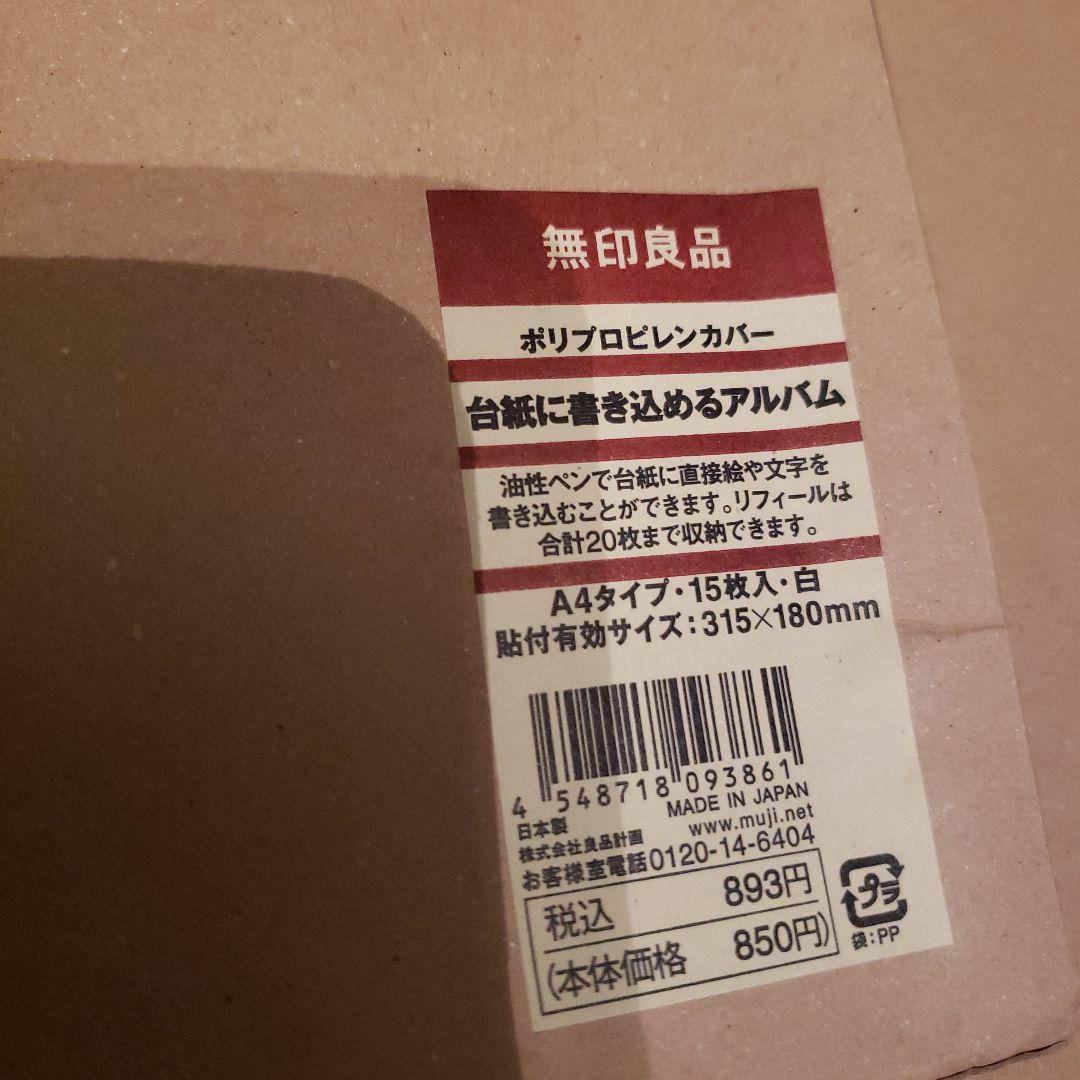 無印良品
ポリプロピレンカバー
台紙に書き込めるアルバム
油性ペンで台紙に直接絵や文字を
書き込むことができます。リフィールは
合計20枚まで収納できます。
A4タイプ・15枚入・白
貼付有効サイズ:315×180mm
4 548718 093861
MADE IN JAPAN
日本製
www.muji.net
株式会社良品計画
お客様室電話0120-14-6404
税込 893円
(本体価格 850円)
プラ
袋:PP